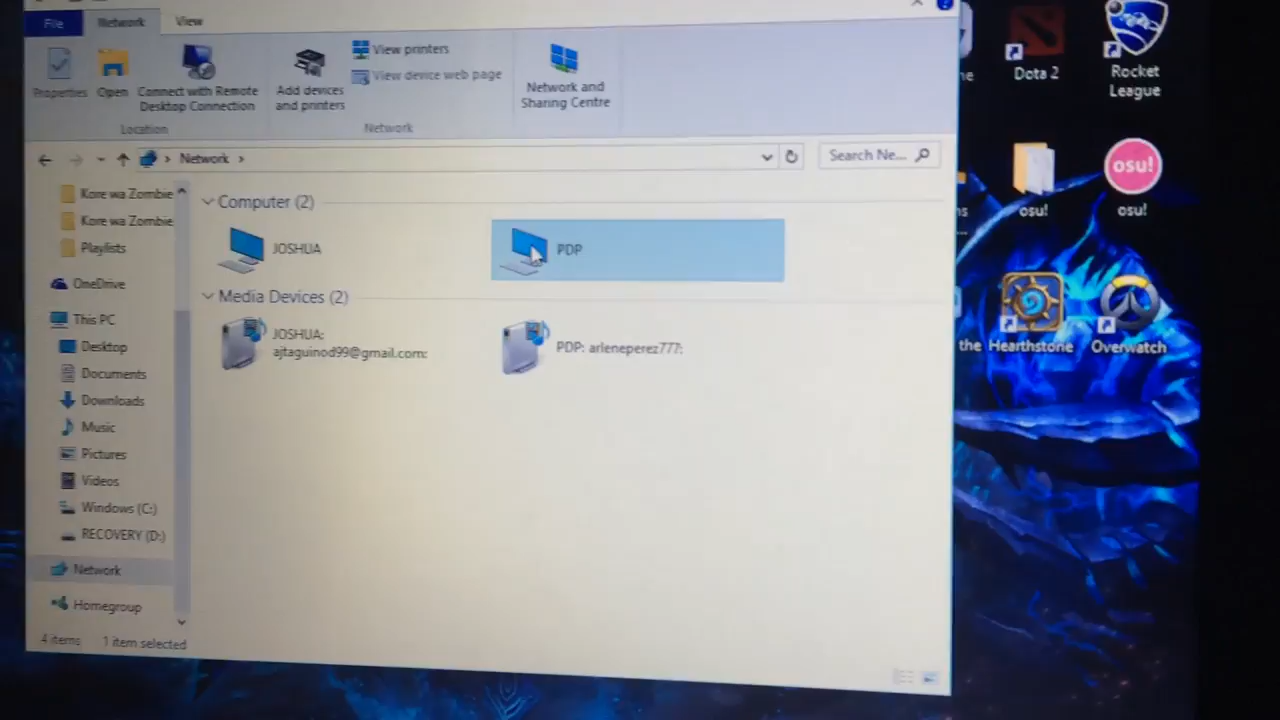 File
Network
View
Properties
Open
Connect with Remote
Desktop Connection
Location
Add devices
and printers
View printers
View device web page
Network
Network and
Sharing Centre
Network
Search Ne...
Kore wa Zombie
Kore wa Zombie
Playlists
OneDrive
This PC
Desktop
Documents
Downloads
Music
Pictures
Videos
Windows (C:)
RECOVERY (D:)
Network
Homegroup
Computer (2)
JOSHUA
PDP
Media Devices (2)
JOSHUA:
ajtaguinod99@gmail.com:
PDP: arleneperez777:
4 items
1 item selected
Dota 2
Rocket
League
osu!
osu!
osu!
the
Hearthstone
Overwatch